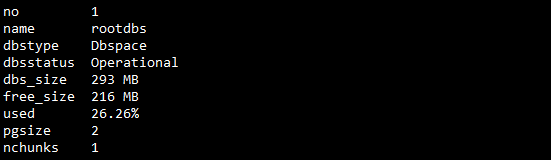 no 1
name rootdbs
dbstype Dbspace
dbsstatus Operational
dbs_size 293 MB
free_size 216 MB
used 26.26%
pgsize 2
nchunks 1